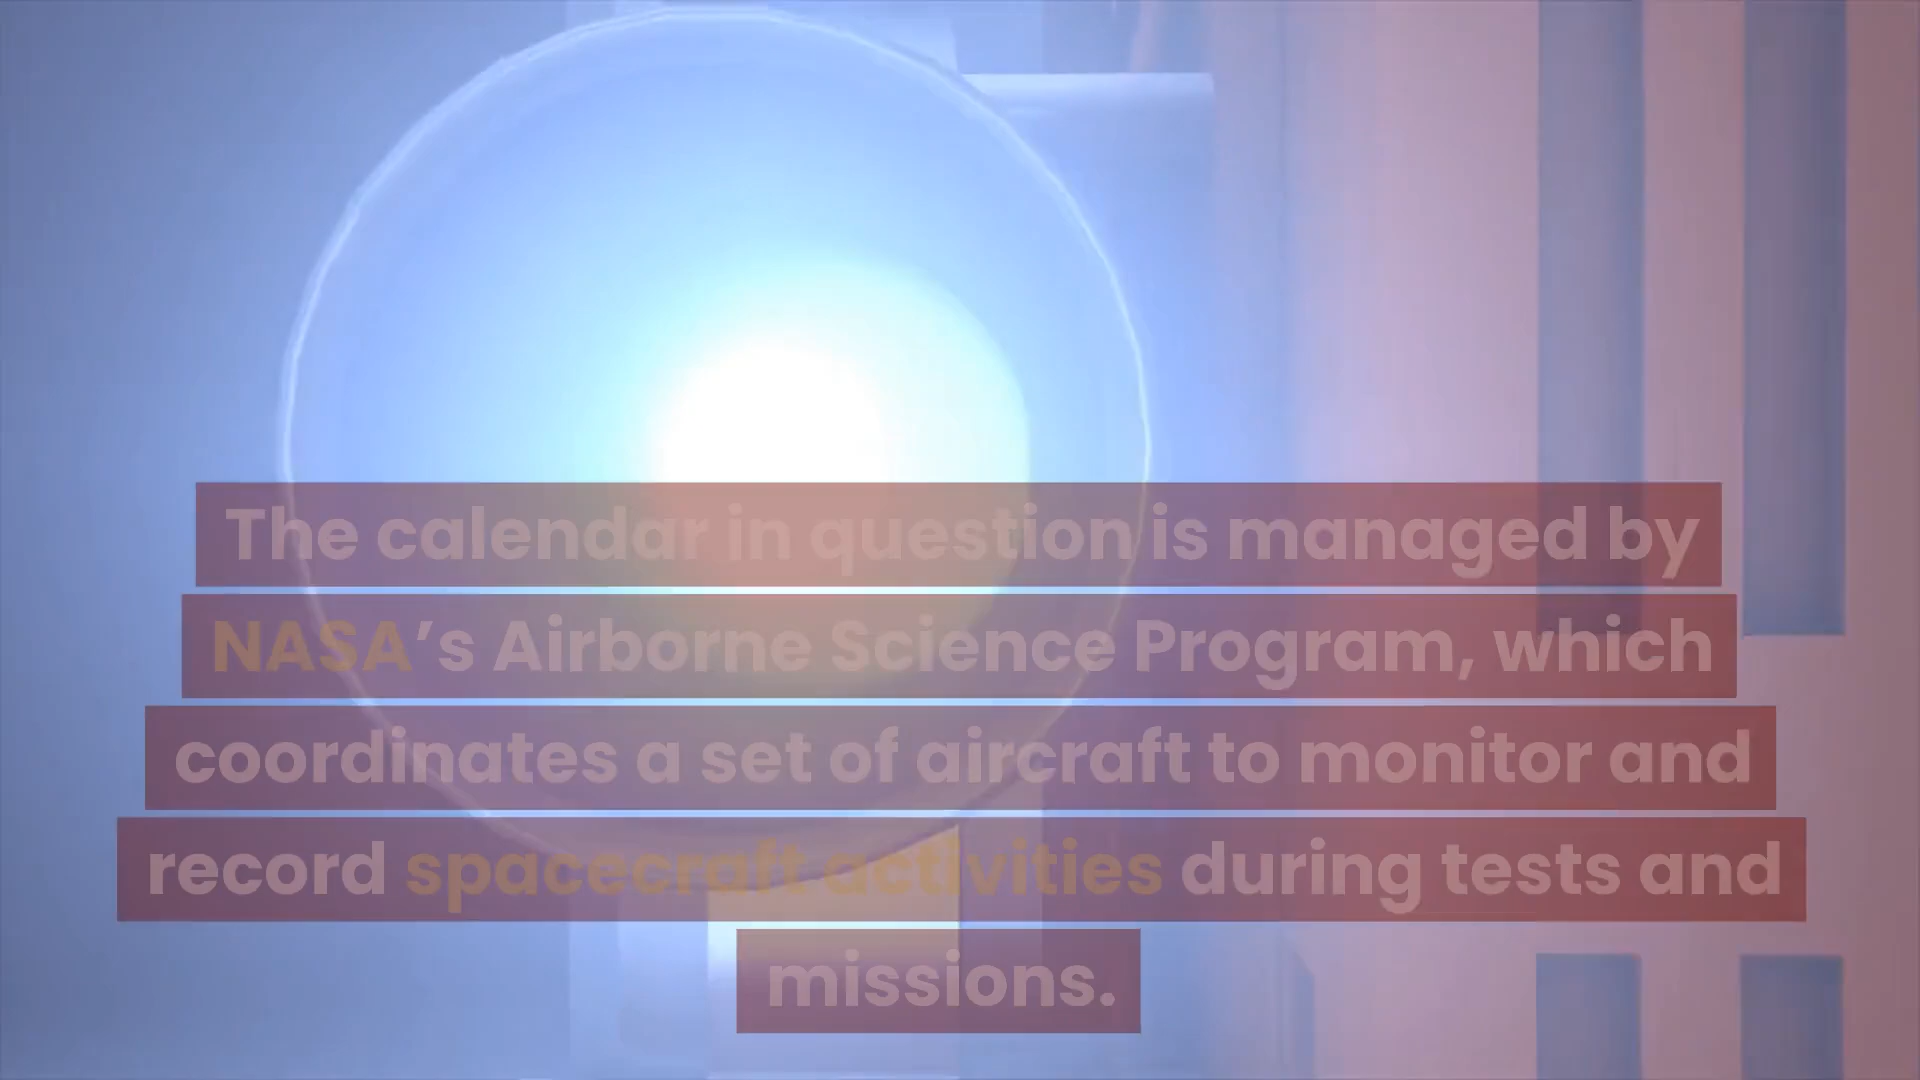 The calendar in question is managed by
NASA’s Airborne Science Program, which
coordinates a set of aircraft to monitor and
record spacecraft activities during tests and
missions.